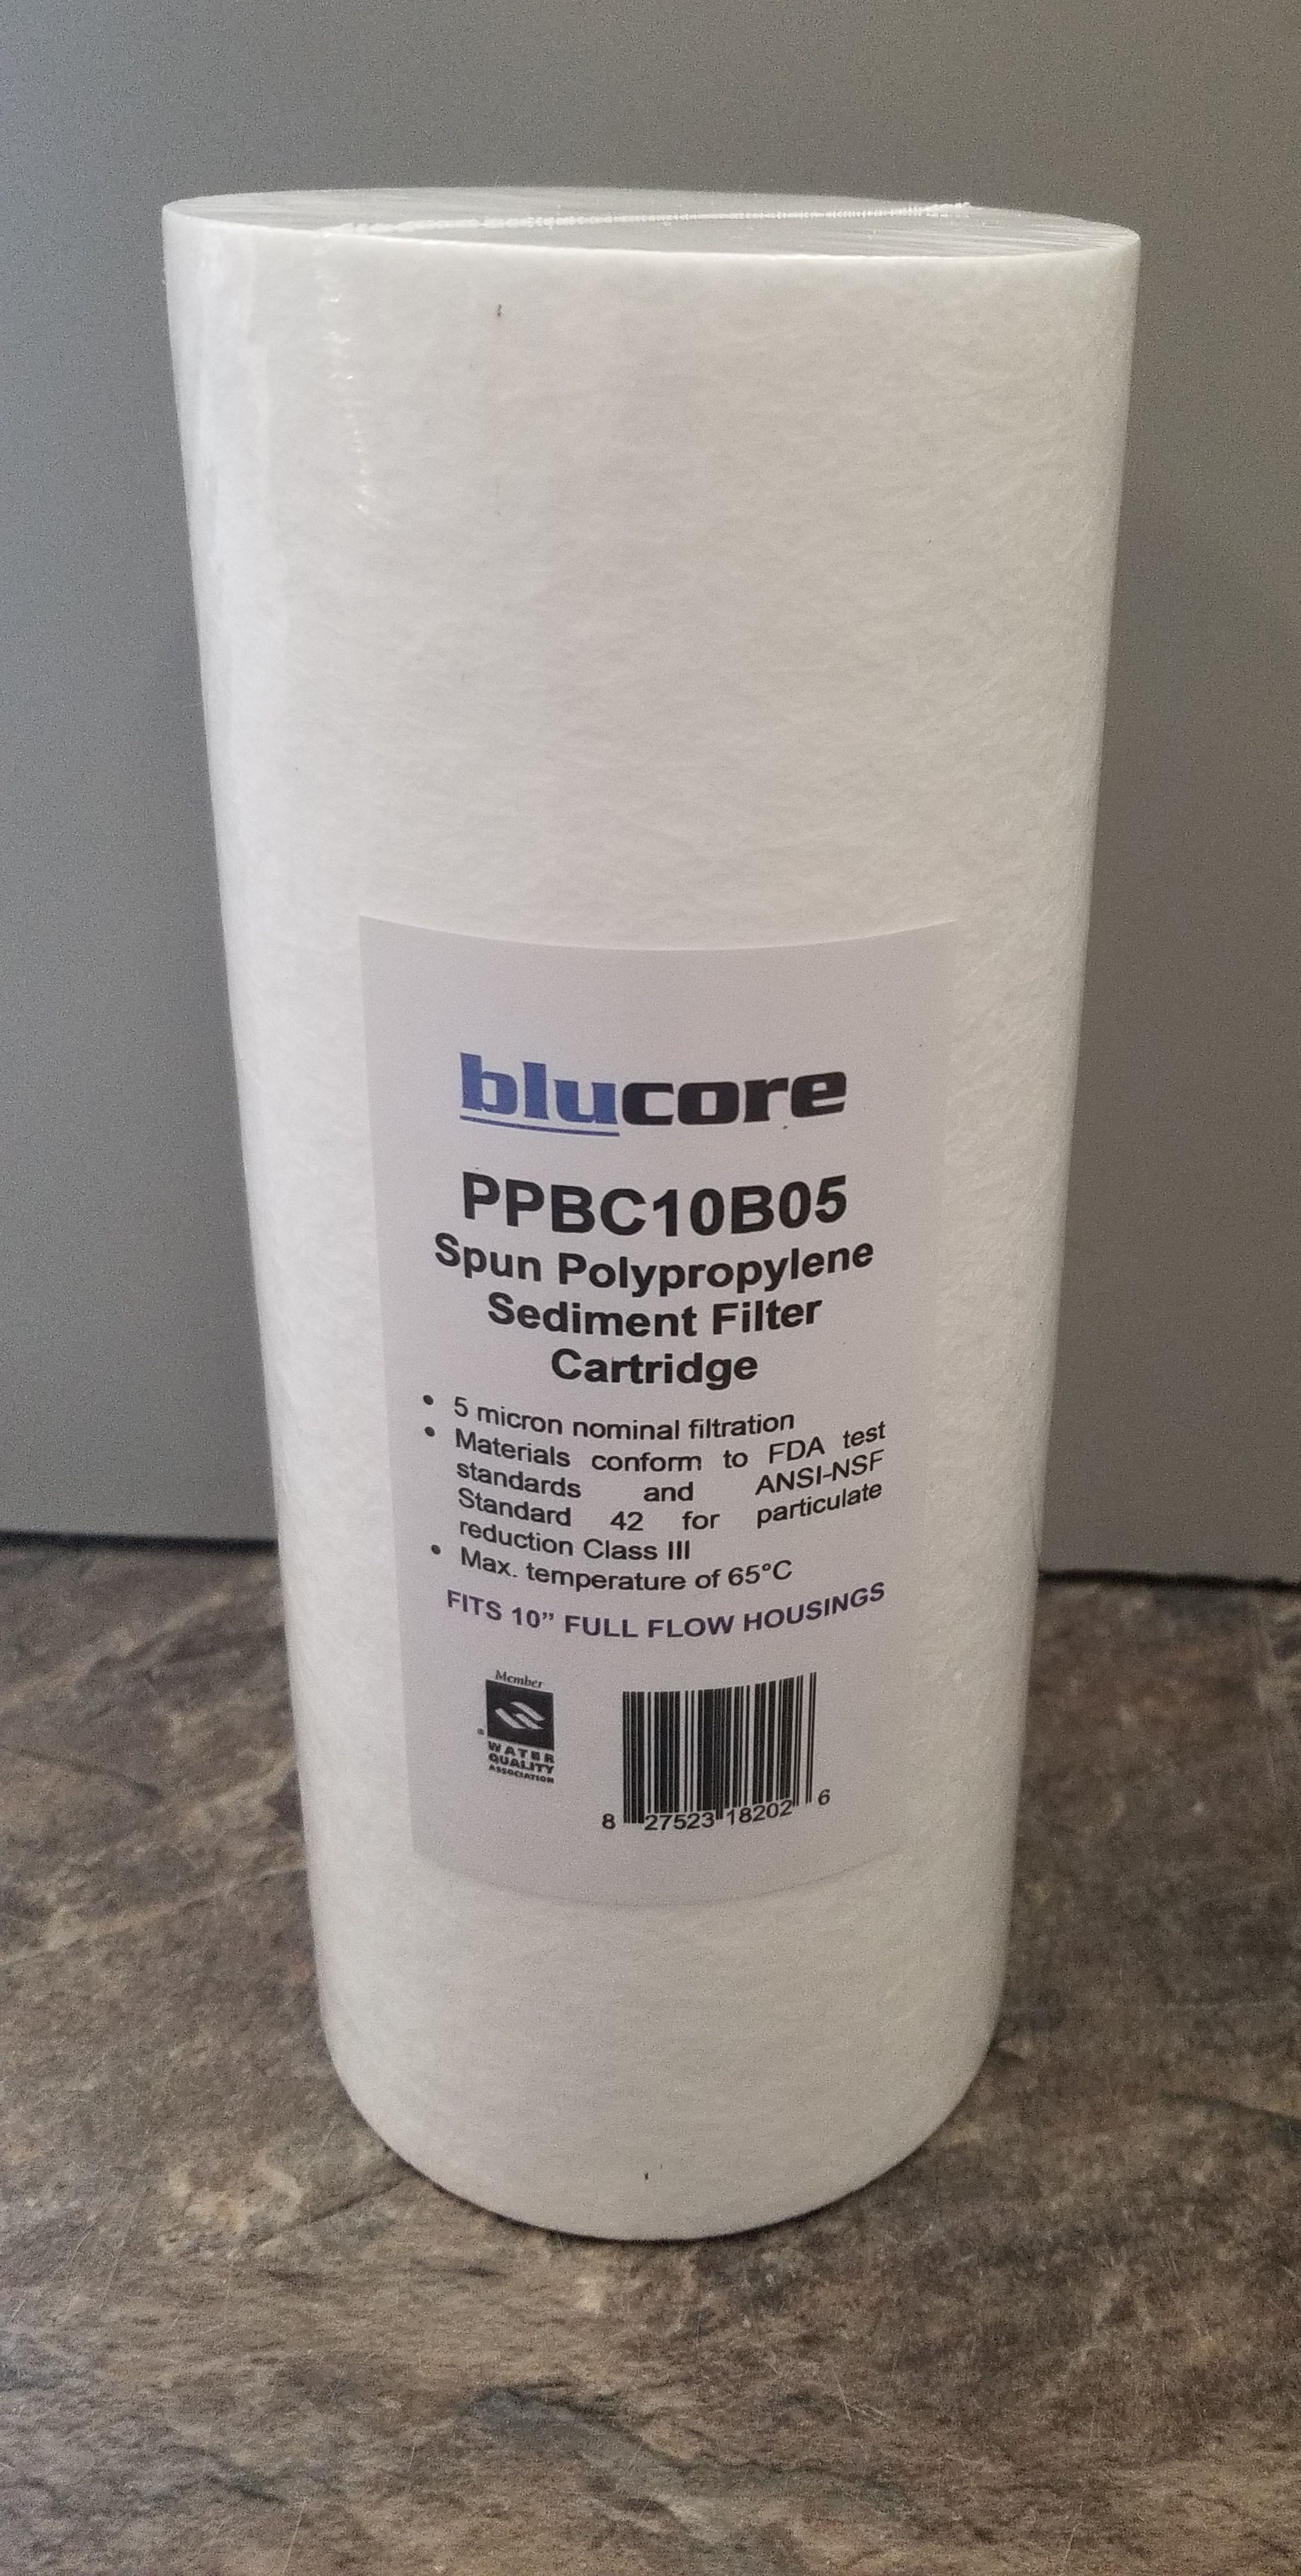 blucore
PPBC10B05
Spun Polypropylene
Sediment Filter
Cartridge
• 5 micron nominal filtration
• Materials conform to FDA test
standards and ANSI-NSF
Standard 42 for particulate
reduction Class III
• Max. temperature of 65°C
FITS 10” FULL FLOW HOUSINGS
Member
WATER
QUALITY
ASSOCIATION
8 27523 18202 6